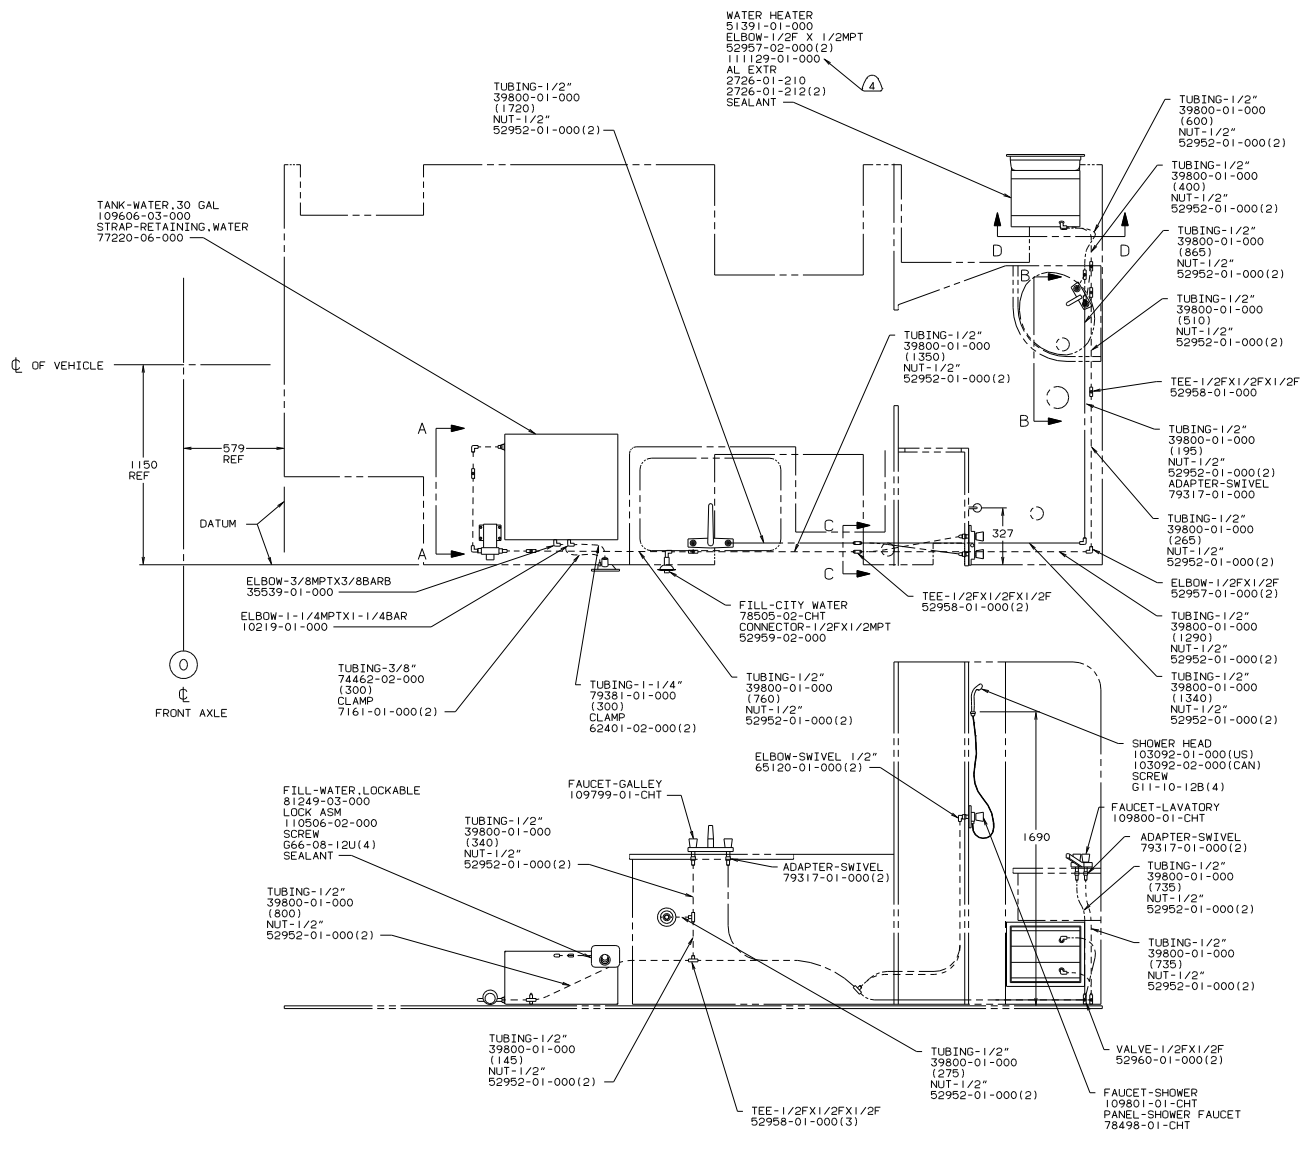 WATER HEATER
51391-01-000
ELBOW-1/2F X 1/2MPT
52957-02-000(2)
111129-01-000
AL EXTR
2726-01-210
2726-01-212(2)
SEALANT
4
TUBING-1/2"
39800-01-000
(1720)
NUT-1/2"
52952-01-000(2)
TUBING-1/2"
39800-01-000
(600)
NUT-1/2"
52952-01-000(2)
TUBING-1/2"
39800-01-000
(400)
NUT-1/2"
52952-01-000(2)
TANK-WATER,30 GAL
109606-03-000
STRAP-RETAINING,WATER
77220-06-000
D
D
TUBING-1/2"
39800-01-000
(865)
NUT-1/2"
52952-01-000(2)
B
TUBING-1/2"
39800-01-000
(510)
NUT-1/2"
52952-01-000(2)
TUBING-1/2"
39800-01-000
(1350)
NUT-1/2"
52952-01-000(2)
℄ OF VEHICLE
TEE-1/2FX1/2FX1/2F
52958-01-000
B
A
579
REF
1150
REF
TUBING-1/2"
39800-01-000
(195)
NUT-1/2"
52952-01-000(2)
ADAPTER-SWIVEL
79317-01-000
DATUM
A
C
C
327
TUBING-1/2"
39800-01-000
(265)
NUT-1/2"
52952-01-000(2)
ELBOW-3/8MPTX3/8BARB
35539-01-000
ELBOW-1-1/4MPTX1-1/4BAR
10219-01-000
FILL-CITY WATER
78505-02-CHT
CONNECTOR-1/2FX1/2MPT
52959-02-000
TEE-1/2FX1/2FX1/2F
52958-01-000(2)
ELBOW-1/2FX1/2F
52957-01-000(2)
TUBING-1/2"
39800-01-000
(1290)
NUT-1/2"
52952-01-000(2)
℄
FRONT AXLE
TUBING-3/8"
74462-02-000
(300)
CLAMP
7161-01-000(2)
TUBING-1-1/4"
79381-01-000
(300)
CLAMP
62401-02-000(2)
TUBING-1/2"
39800-01-000
(760)
NUT-1/2"
52952-01-000(2)
TUBING-1/2"
39800-01-000
(1340)
NUT-1/2"
52952-01-000(2)
SHOWER HEAD
103092-01-000(US)
103092-02-000(CAN)
SCREW
G11-10-12B(4)
ELBOW-SWIVEL 1/2"
65120-01-000(2)
FAUCET-GALLEY
109799-01-CHT
FILL-WATER,LOCKABLE
81249-03-000
LOCK ASM
110506-02-000
SCREW
G66-08-12U(4)
SEALANT
FAUCET-LAVATORY
109800-01-CHT
TUBING-1/2"
39800-01-000
(340)
NUT-1/2"
52952-01-000(2)
1690
ADAPTER-SWIVEL
79317-01-000(2)
ADAPTER-SWIVEL
79317-01-000(2)
TUBING-1/2"
39800-01-000
(735)
NUT-1/2"
52952-01-000(2)
TUBING-1/2"
39800-01-000
(800)
NUT-1/2"
52952-01-000(2)
TUBING-1/2"
39800-01-000
(735)
NUT-1/2"
52952-01-000(2)
TUBING-1/2"
39800-01-000
(145)
NUT-1/2"
52952-01-000(2)
TUBING-1/2"
39800-01-000
(275)
NUT-1/2"
52952-01-000(2)
VALVE-1/2FX1/2F
52960-01-000(2)
FAUCET-SHOWER
109801-01-CHT
PANEL-SHOWER FAUCET
78498-01-CHT
TEE-1/2FX1/2FX1/2F
52958-01-000(3)